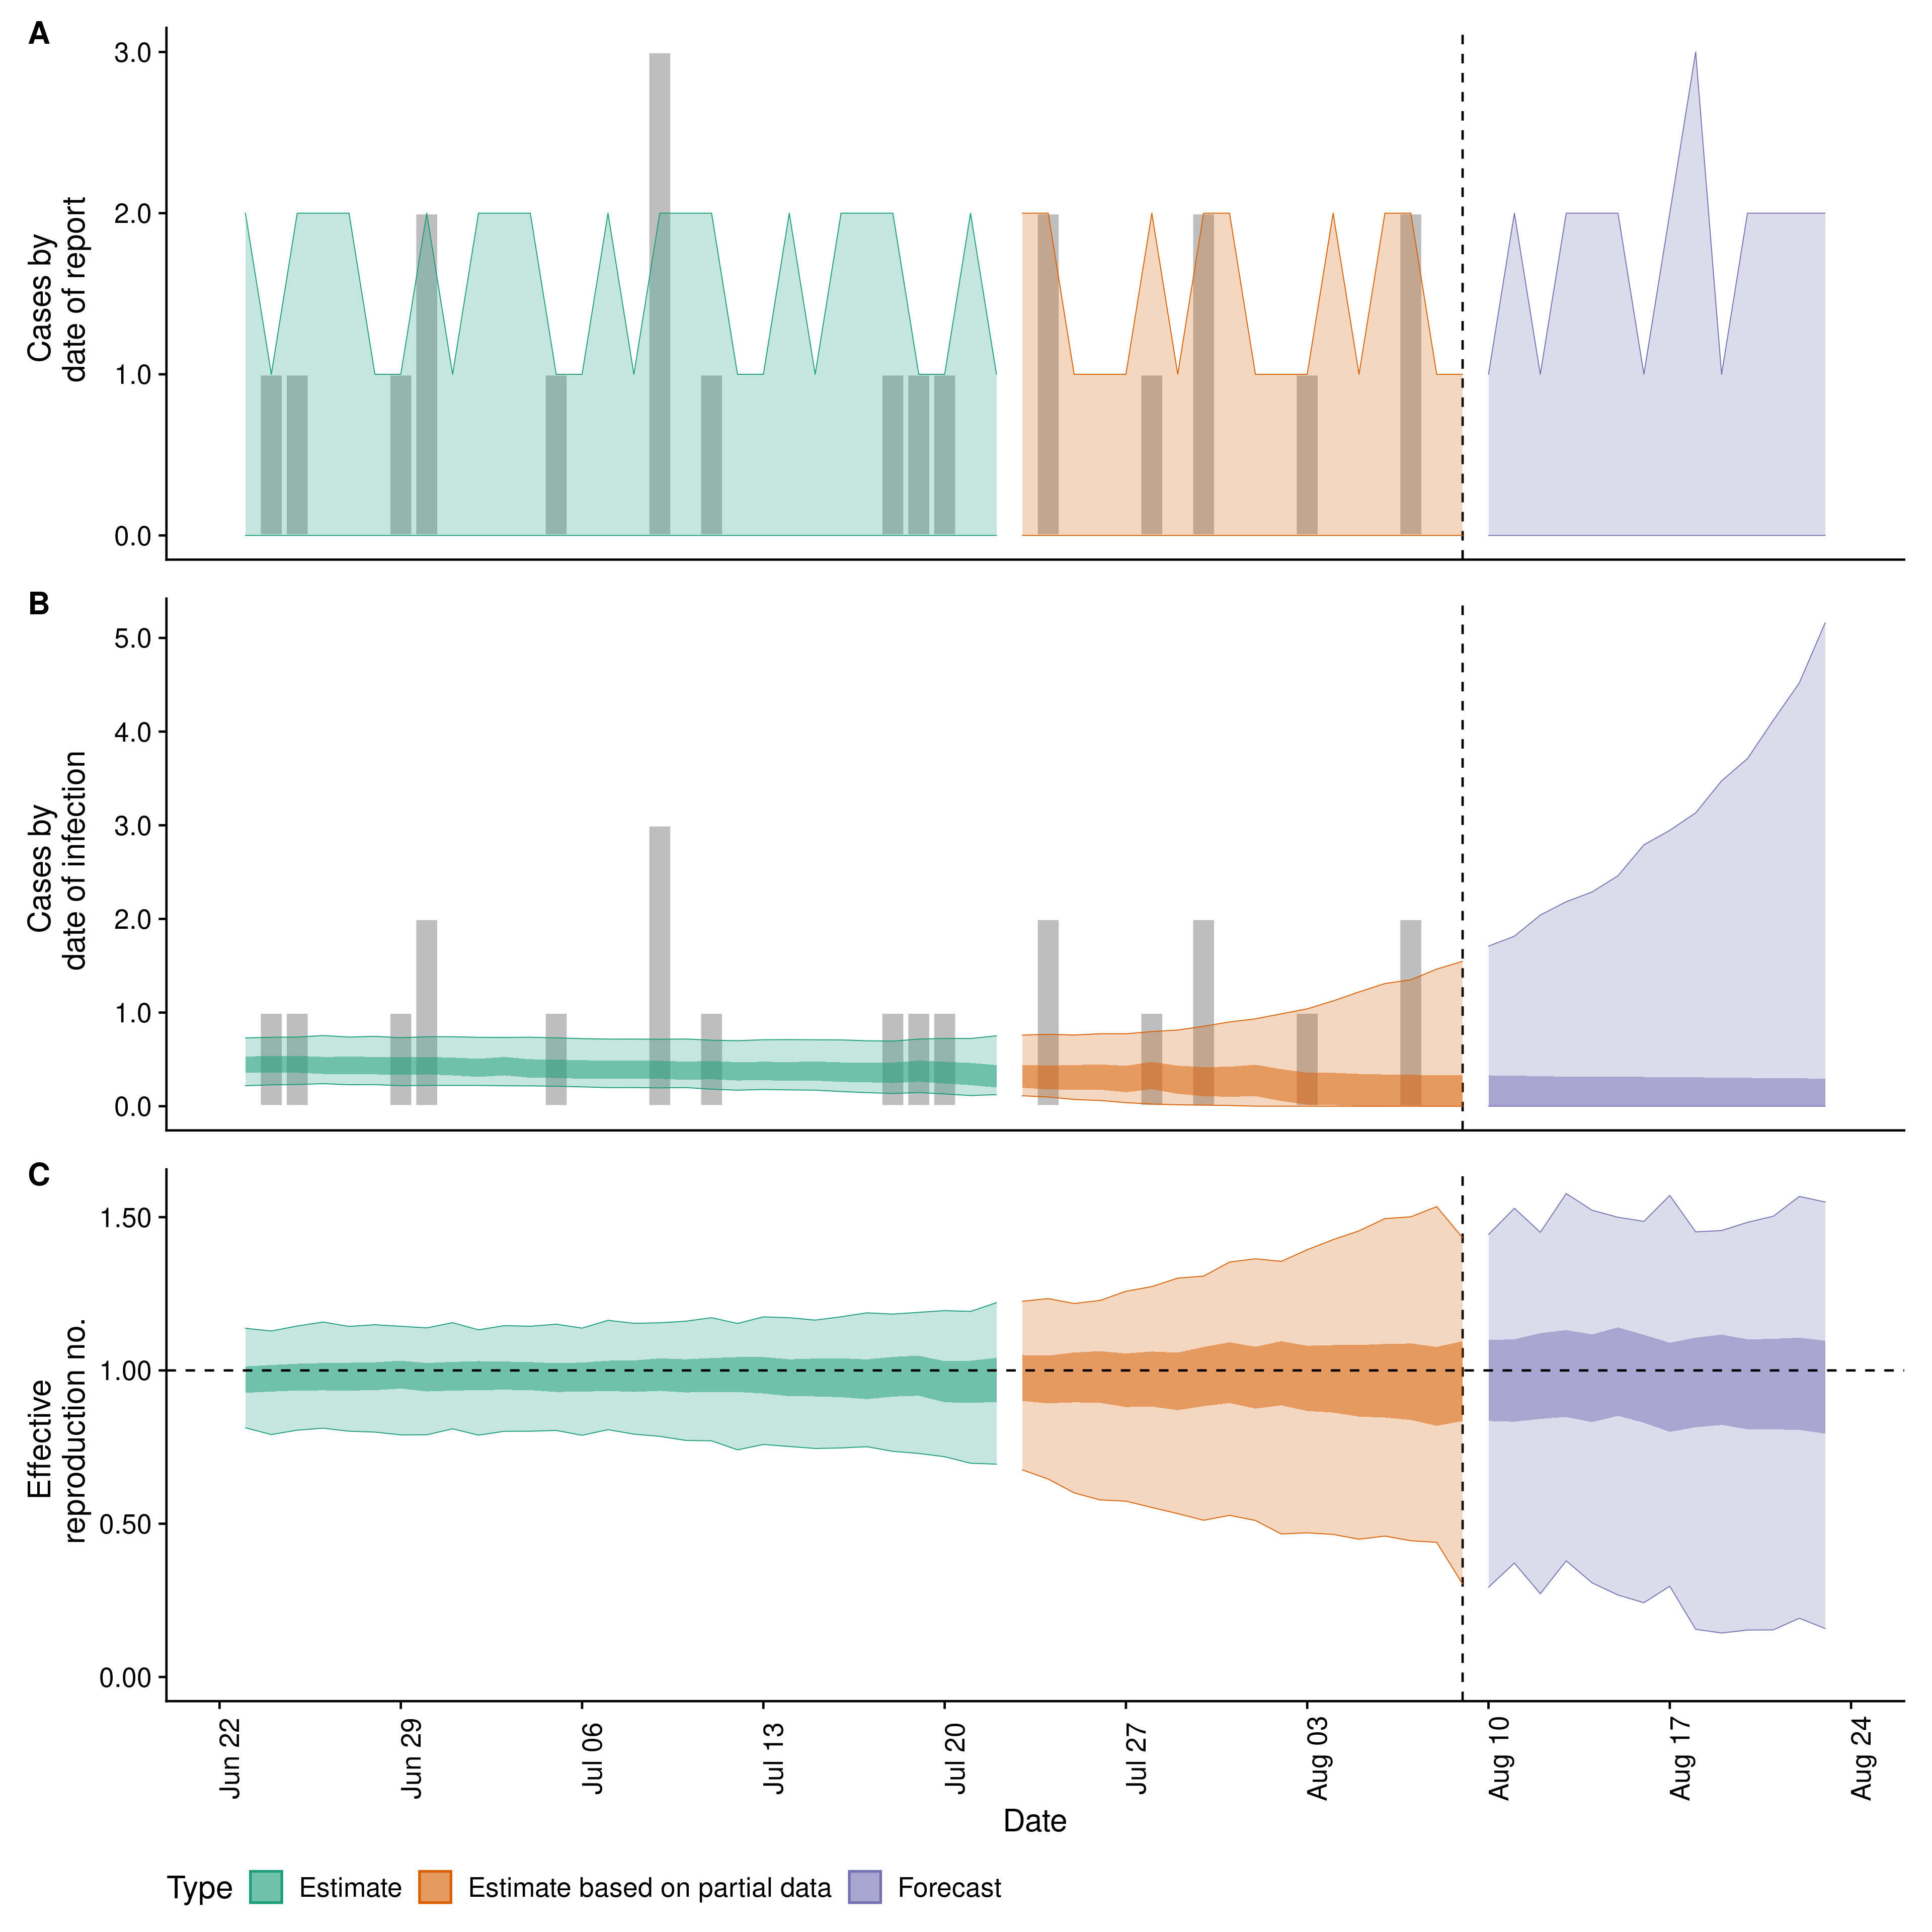 A
3.0
2.0
1.0
0.0
Cases by
date of report
B
5.0
4.0
3.0
2.0
1.0
0.0
Cases by
date of infection
C
1.50
1.00
0.50
0.00
Effective
reproduction no.
Jun 22
Jun 29
Jul 06
Jul 13
Jul 20
Jul 27
Aug 03
Aug 10
Aug 17
Aug 24
Date
Type Estimate Estimate based on partial data Forecast